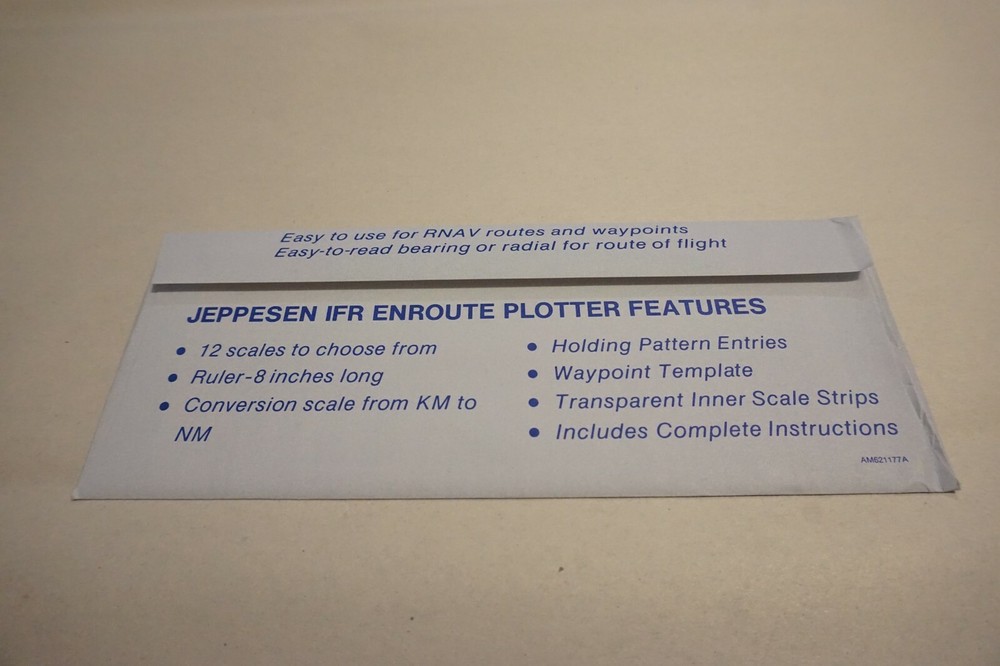 Easy to use for RNAV routes and waypoints
Easy-to-read bearing or radial for route of flight
JEPPESEN IFR ENROUTE PLOTTER FEATURES
• 12 scales to choose from
• Ruler-8 inches long
• Conversion scale from KM to
NM
• Holding Pattern Entries
• Waypoint Template
• Transparent Inner Scale Strips
• Includes Complete Instructions
AM621177A